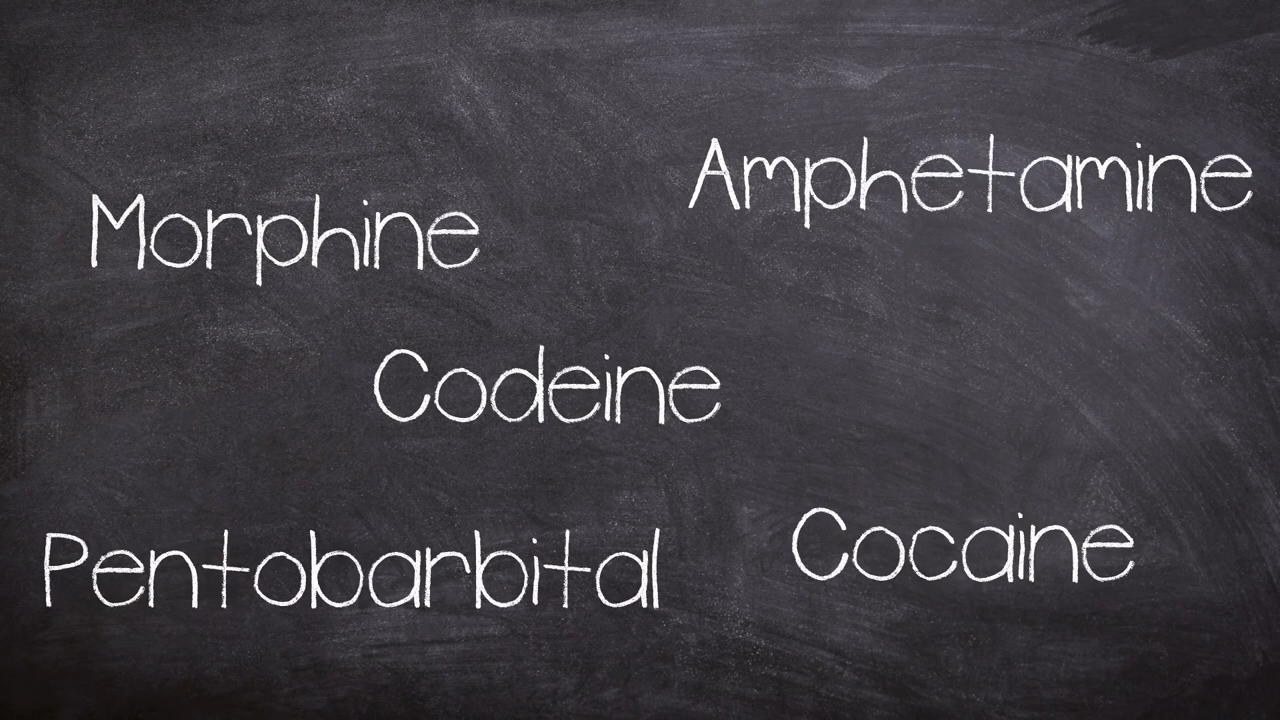 Amphetamine
Morphine
Codeine
Cocaine
Pentobarbital